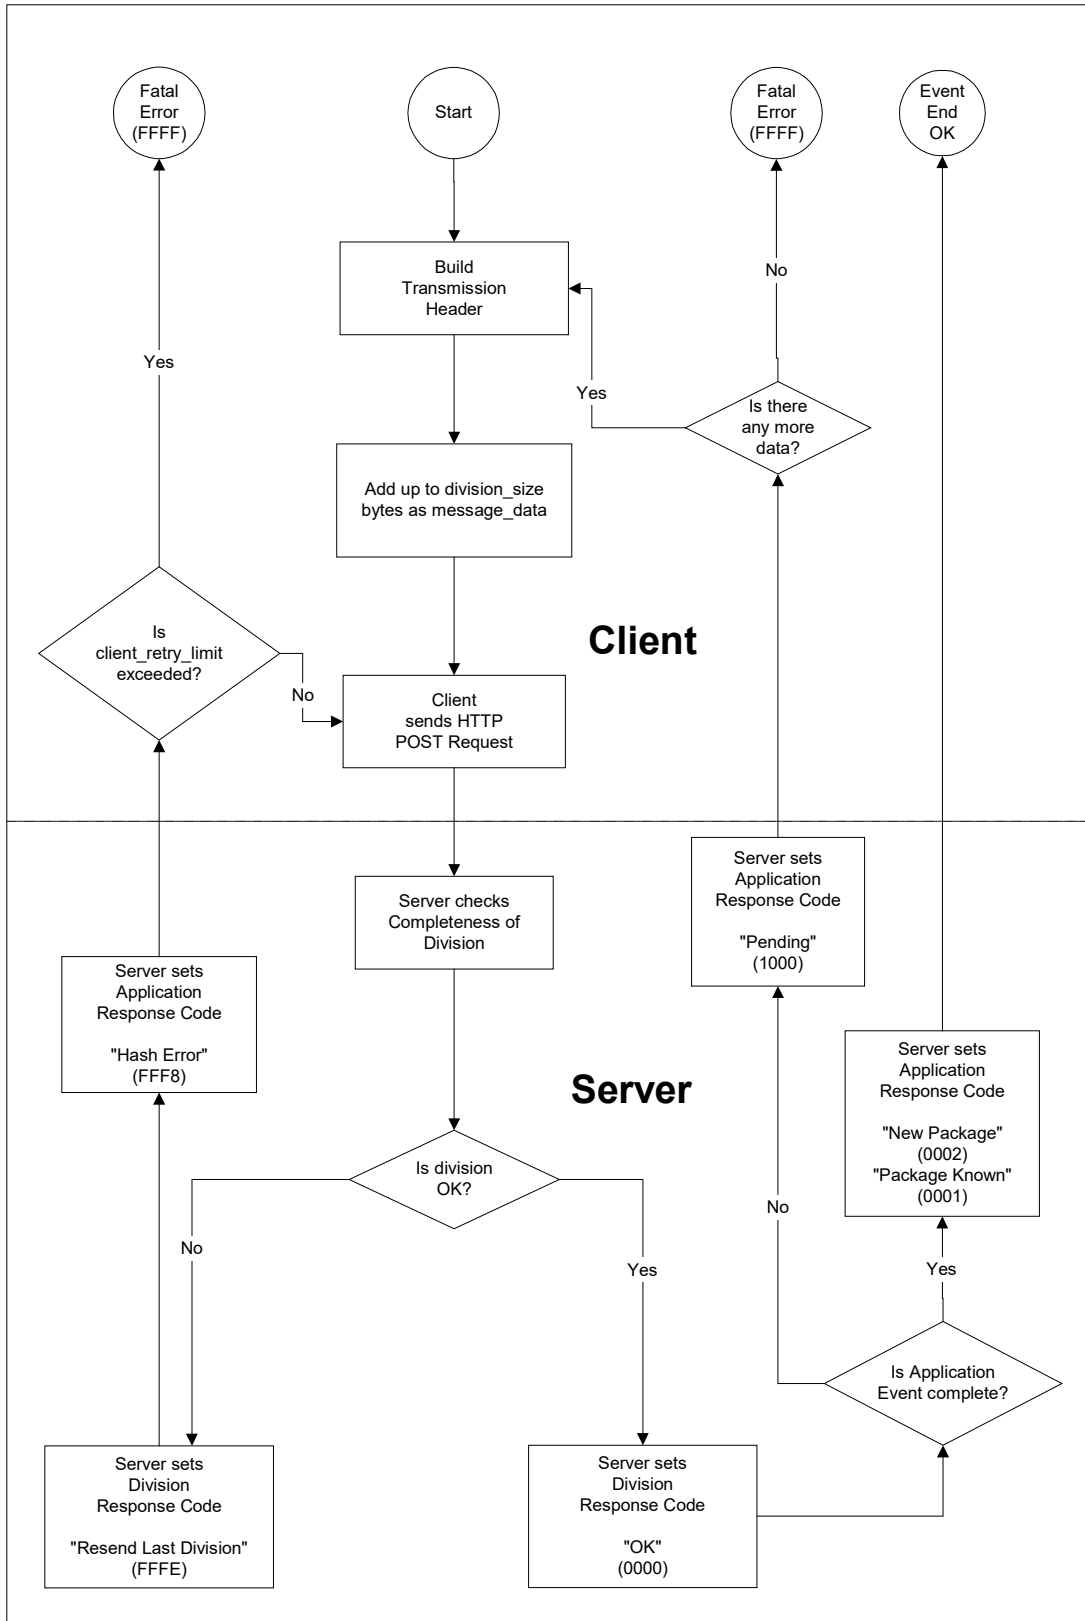 Fatal
Error
(FFFF)
Start
Fatal
Error
(FFFF)
Event
End
OK
Build
Transmission
Header
No
Yes
Yes
Is there
any more
data?
Add up to division_size
bytes as message_data
Is
client_retry_limit
exceeded?
Client
No
Client
sends HTTP
POST Request
Server sets
Application
Response Code
"Pending"
(1000)
Server checks
Completeness of
Division
Server sets
Application
Response Code
"Hash Error"
(FFF8)
Server
Server sets
Application
Response Code
"New Package"
(0002)
"Package Known"
(0001)
Is division
OK?
No
No
Yes
Yes
Is Application
Event complete?
Server sets
Division
Response Code
"Resend Last Division"
(FFFE)
Server sets
Division
Response Code
"OK"
(0000)